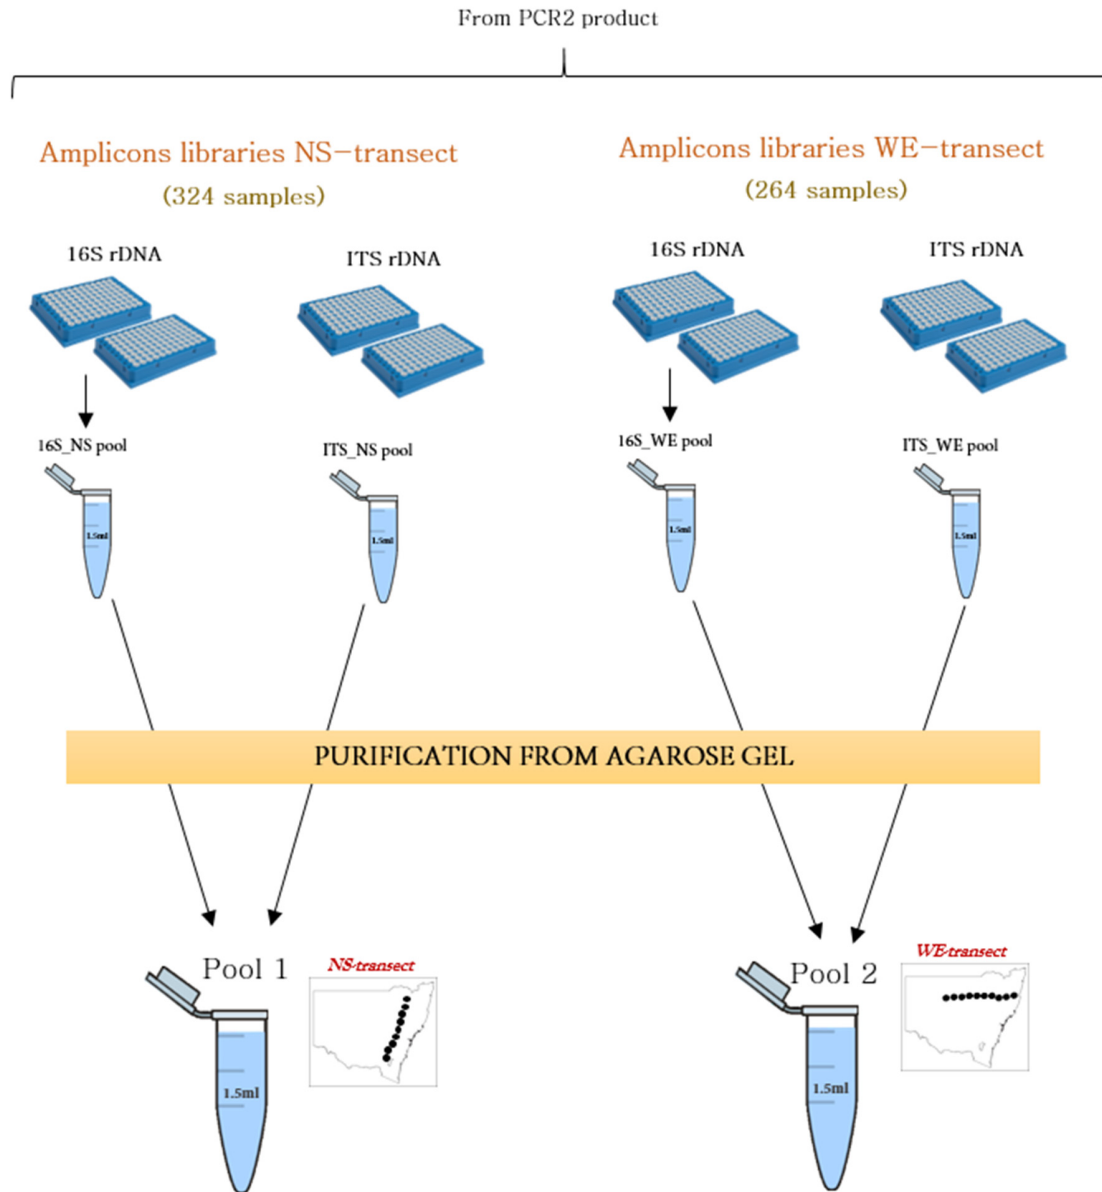 From PCR2 product
Amplicons libraries NS-transect
(324 samples)
Amplicons libraries WE-transect
(264 samples)
16S rDNA
ITS rDNA
16S rDNA
ITS rDNA
16S_NS pool
ITS_NS pool
16S_WE pool
ITS_WE pool
1.5ml
1.5ml
1.5ml
1.5ml
PURIFICATION FROM AGAROSE GEL
Pool 1
NS-transect
Pool 2
WE-transect
1.5ml
1.5ml